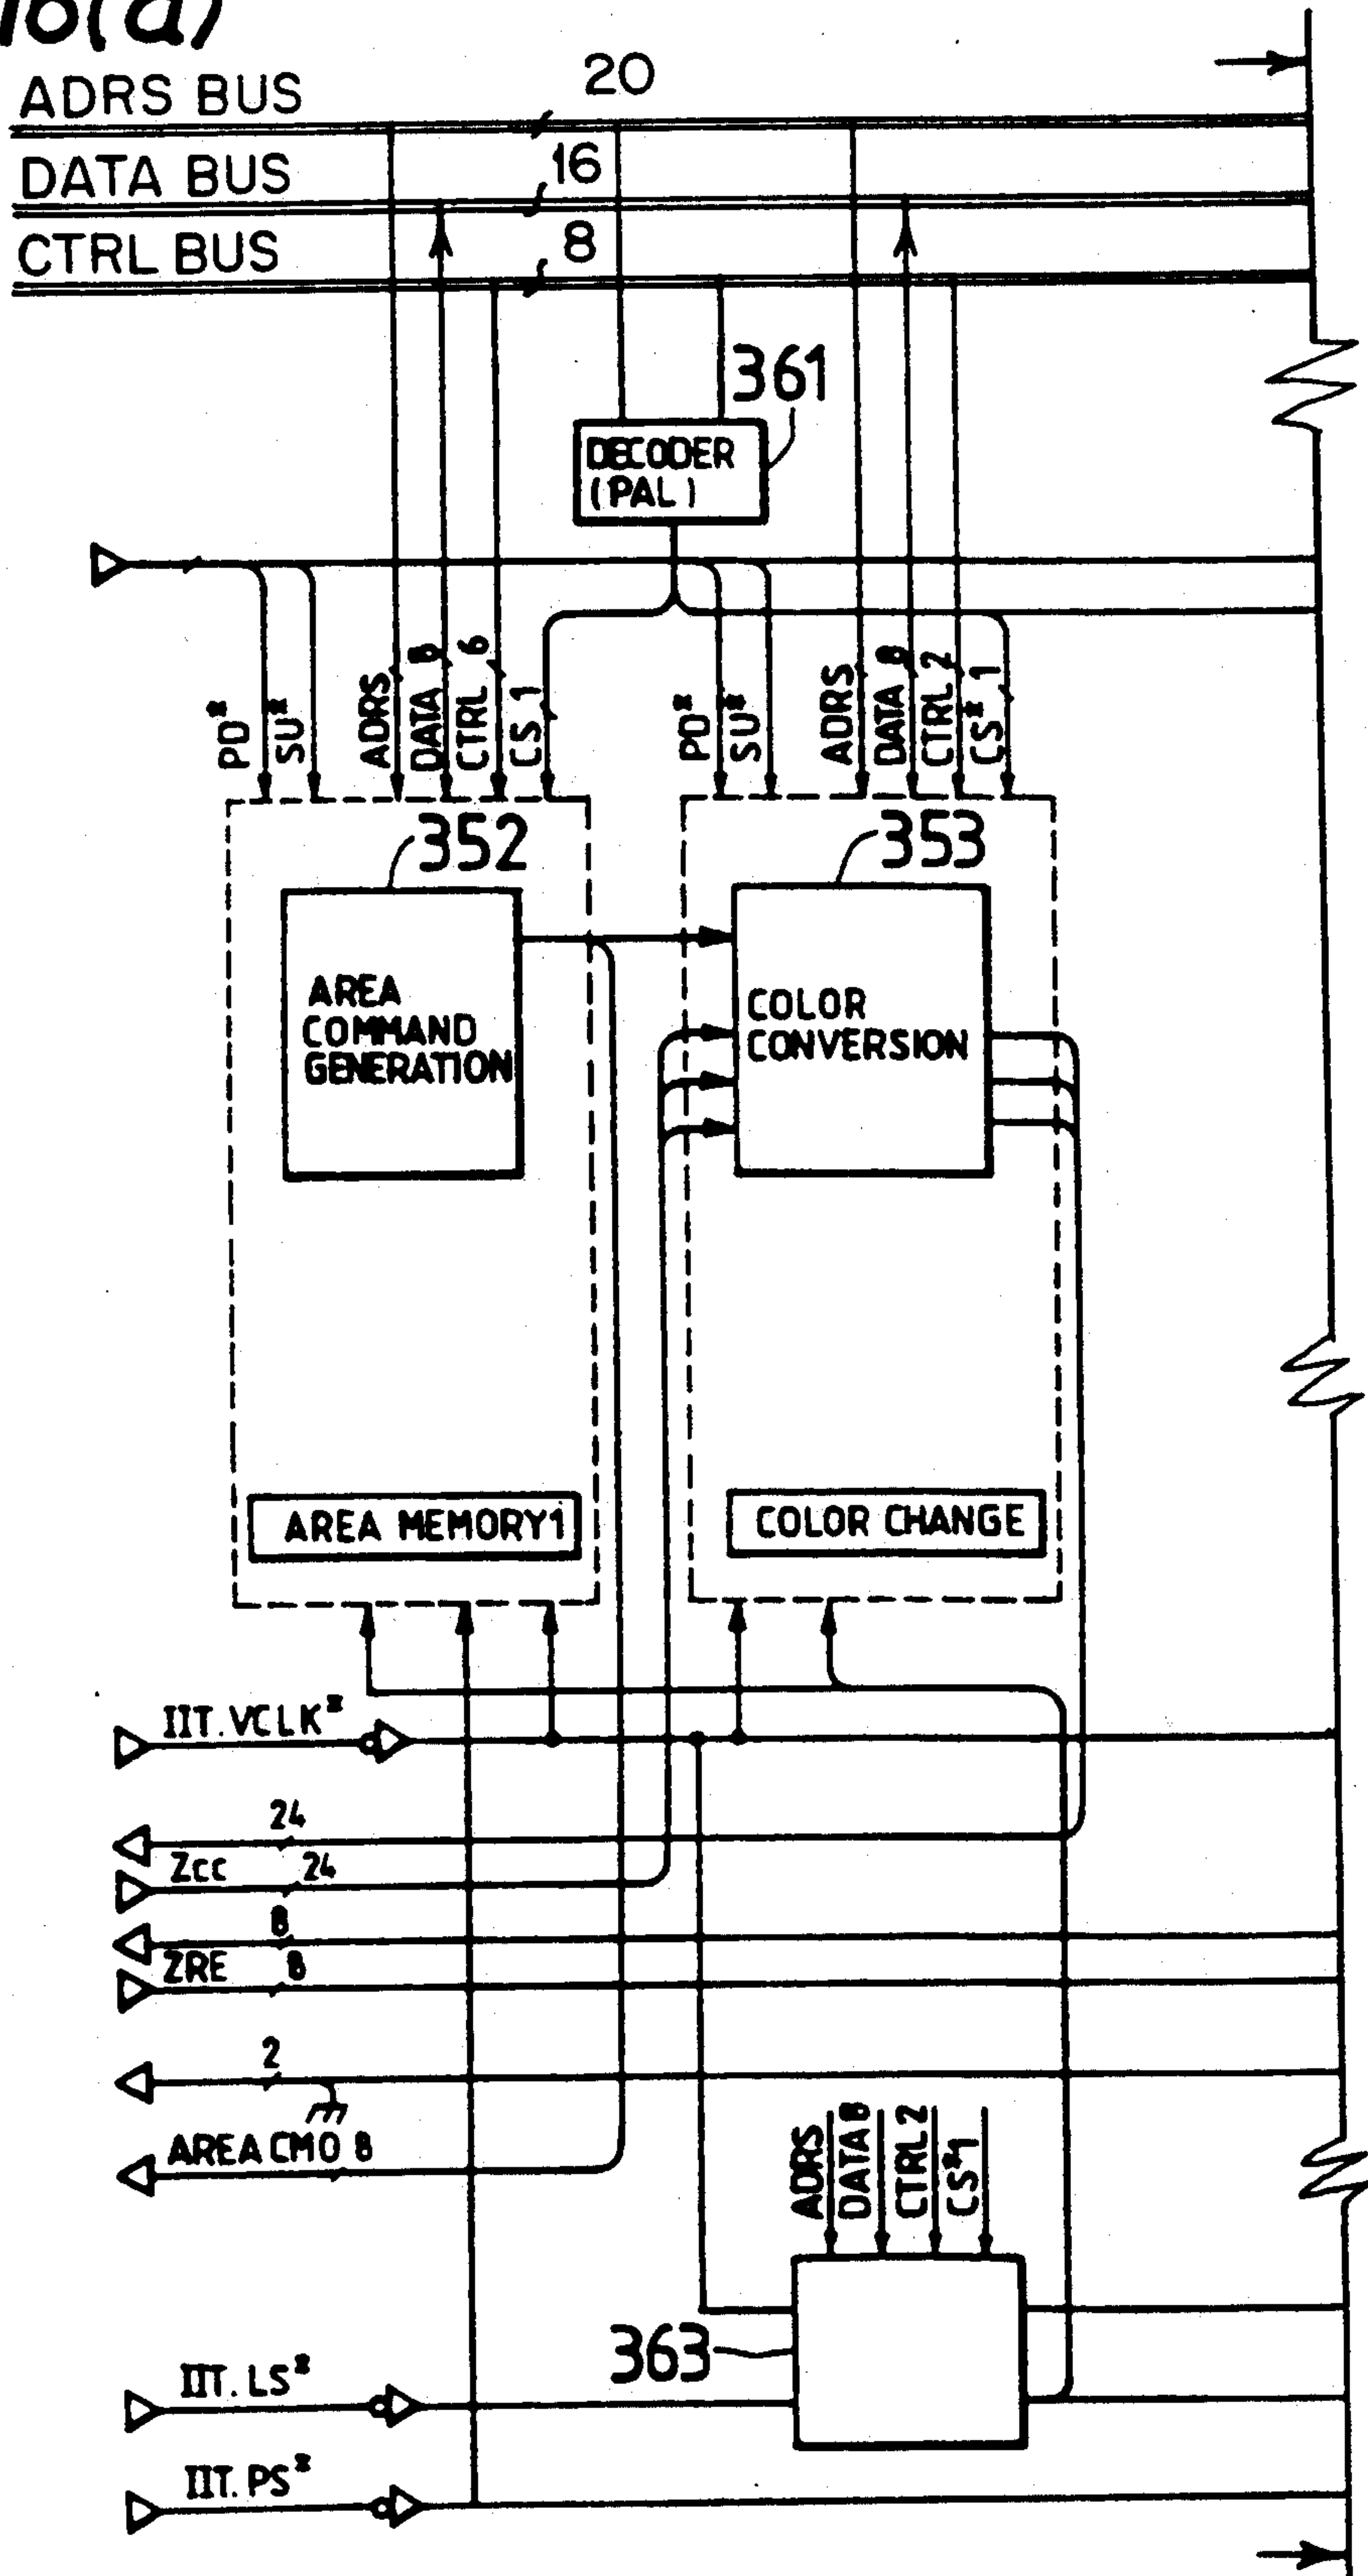 16(a)
ADRS BUS 20
DATA BUS 16
CTRL BUS 8
361
DECODER
(PAL)
PD*
SU*
ADRS
DATA 8
CTRL 6
CS 1
PD*
SU*
ADRS
DATA 8
CTRL 2
CS* 1
352
353
AREA
COMMAND
GENERATION
COLOR
CONVERSION
AREA MEMORY1
COLOR CHANGE
IIT.VCLK*
24
Zcc 24
8
ZRE 8
2
AREA CMO 8
ADRS
DATA 8
CTRL 2
CS*1
363
IIT. LS*
IIT. PS*